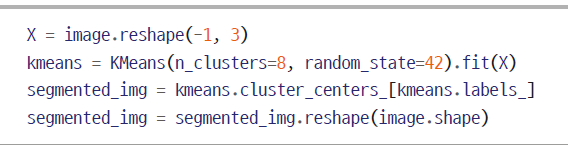 X = image.reshape(-1, 3)
kmeans = KMeans(n_clusters=8, random_state=42).fit(X)
segmented_img = kmeans.cluster_centers_[kmeans.labels_]
segmented_img = segmented_img.reshape(image.shape)